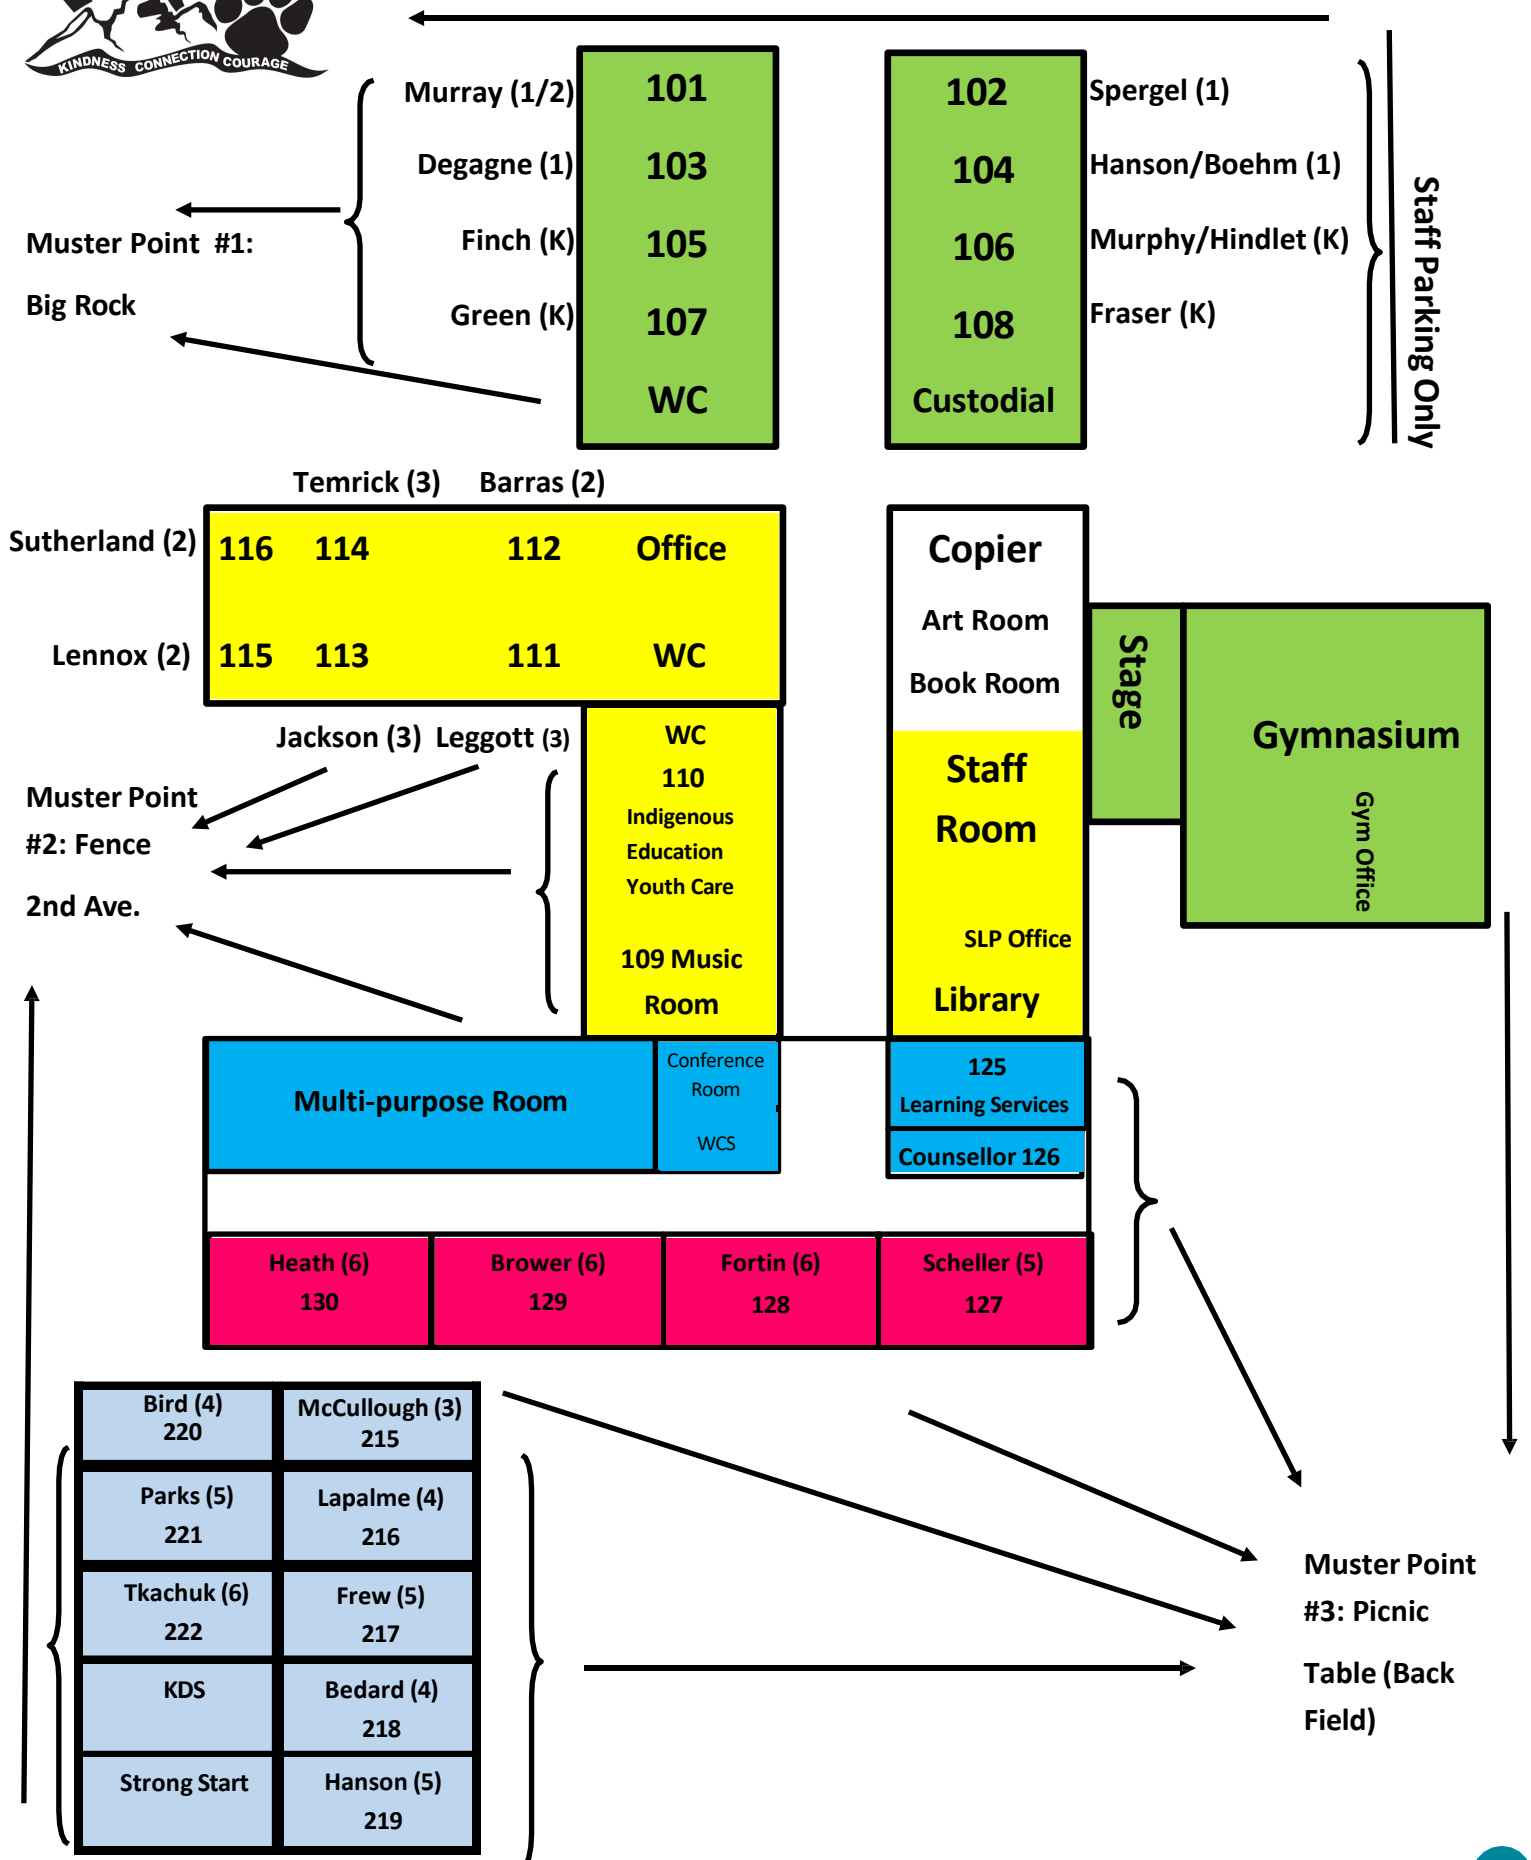 KINDNESS CONNECTION COURAGE
Murray (1/2)
101
102
Spergel (1)
Degagne (1)
103
104
Hanson/Boehm (1)
Finch (K)
105
106
Murphy/Hindlet (K)
Green (K)
107
108
Fraser (K)
WC
Custodial
Staff Parking Only
Muster Point #1:
Big Rock
Temrick (3)
Barras (2)
Sutherland (2)
116
114
112
Office
Lennox (2)
115
113
111
WC
Jackson (3)
Leggott (3)
Muster Point
#2: Fence
2nd Ave.
WC
110
Indigenous
Education
Youth Care
109 Music
Room
Copier
Art Room
Book Room
Staff
Room
SLP Office
Library
Stage
Gymnasium
Gym Office
Multi-purpose Room
Conference
Room
WCS
125
Learning Services
Counsellor 126
Heath (6)
130
Brower (6)
129
Fortin (6)
128
Scheller (5)
127
Bird (4)
220
McCullough (3)
215
Parks (5)
221
Lapalme (4)
216
Tkachuk (6)
222
Frew (5)
217
KDS
Bedard (4)
218
Strong Start
Hanson (5)
219
Muster Point
#3: Picnic
Table (Back
Field)